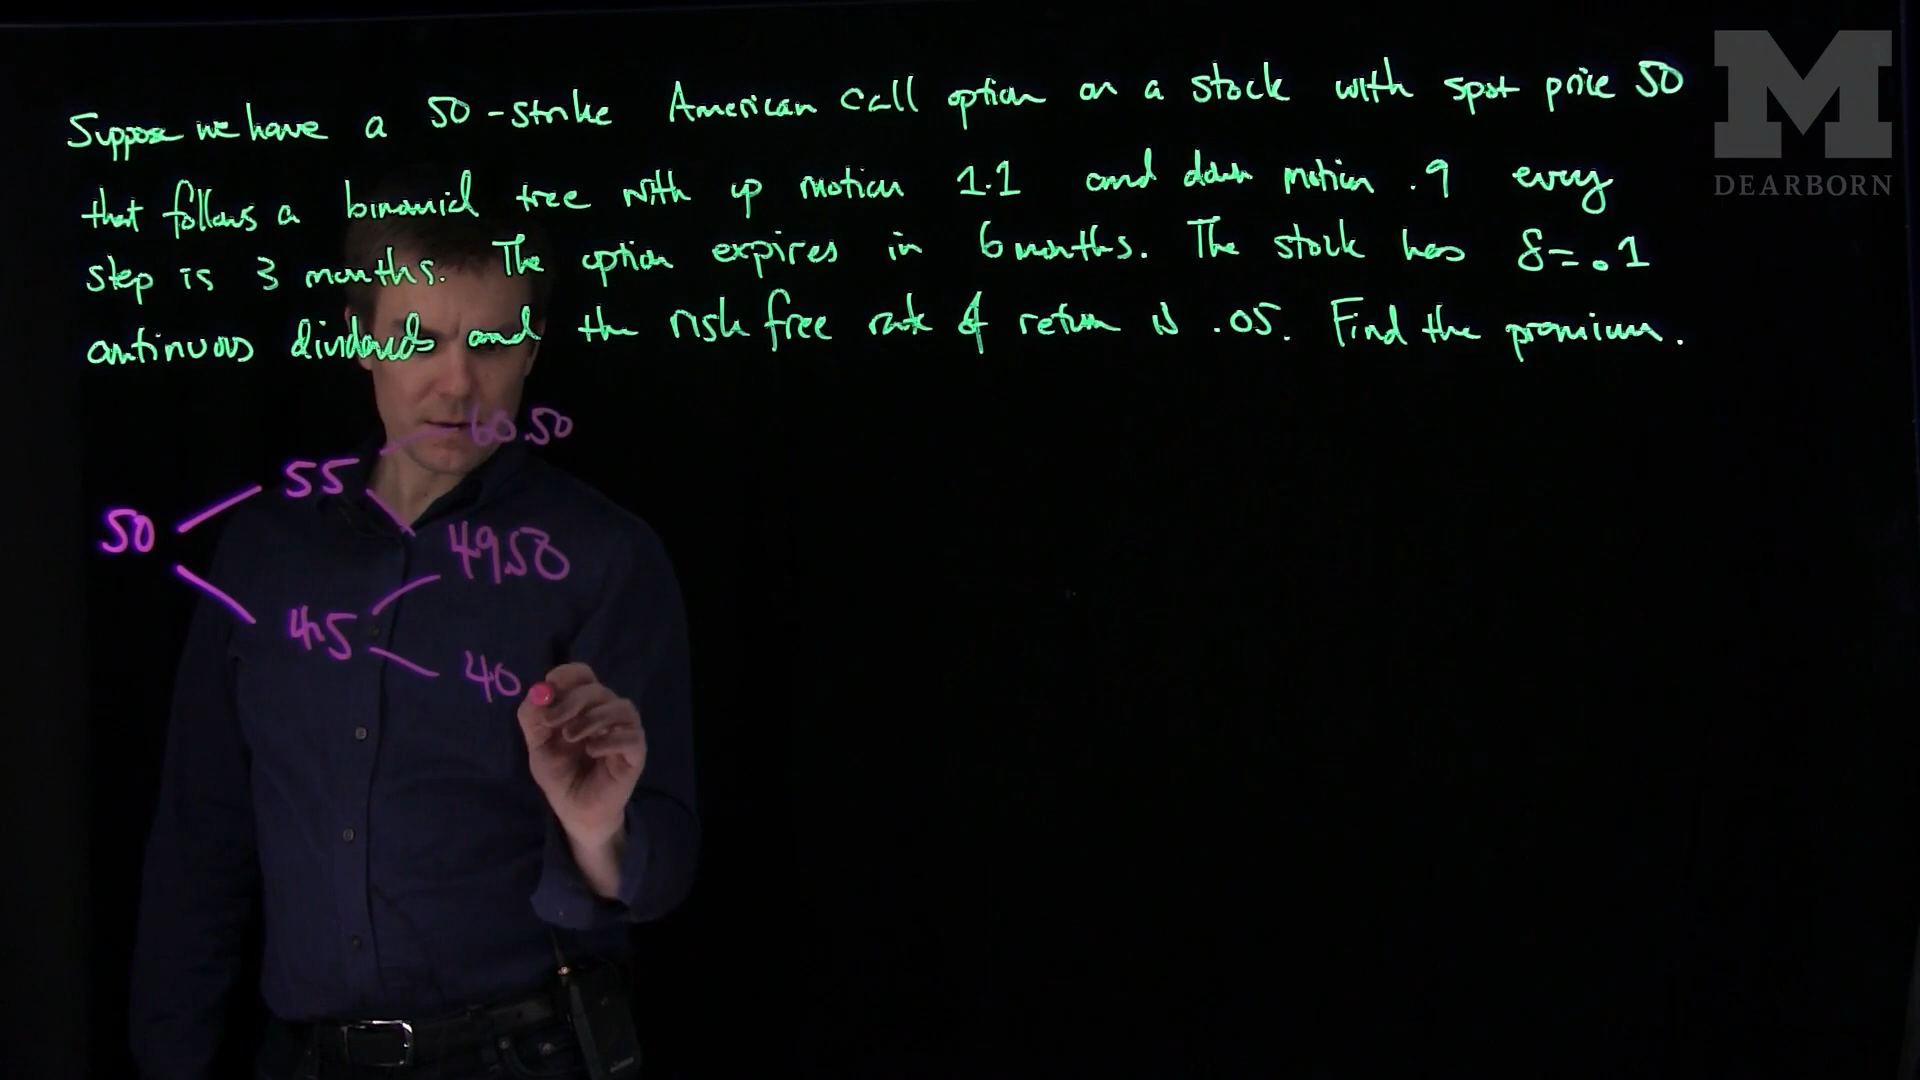 Suppose we have a 50-strike American call option on a stock with spot price 50
that follows a binomial tree with up motion 1.1 and down motion .9 every
step is 3 months. The option expires in 6 months. The stock has δ=.1
continuous dividends and the risk free rate of return is .05. Find the premium.
M
DEARBORN
60.50
55
50
49.50
45
40